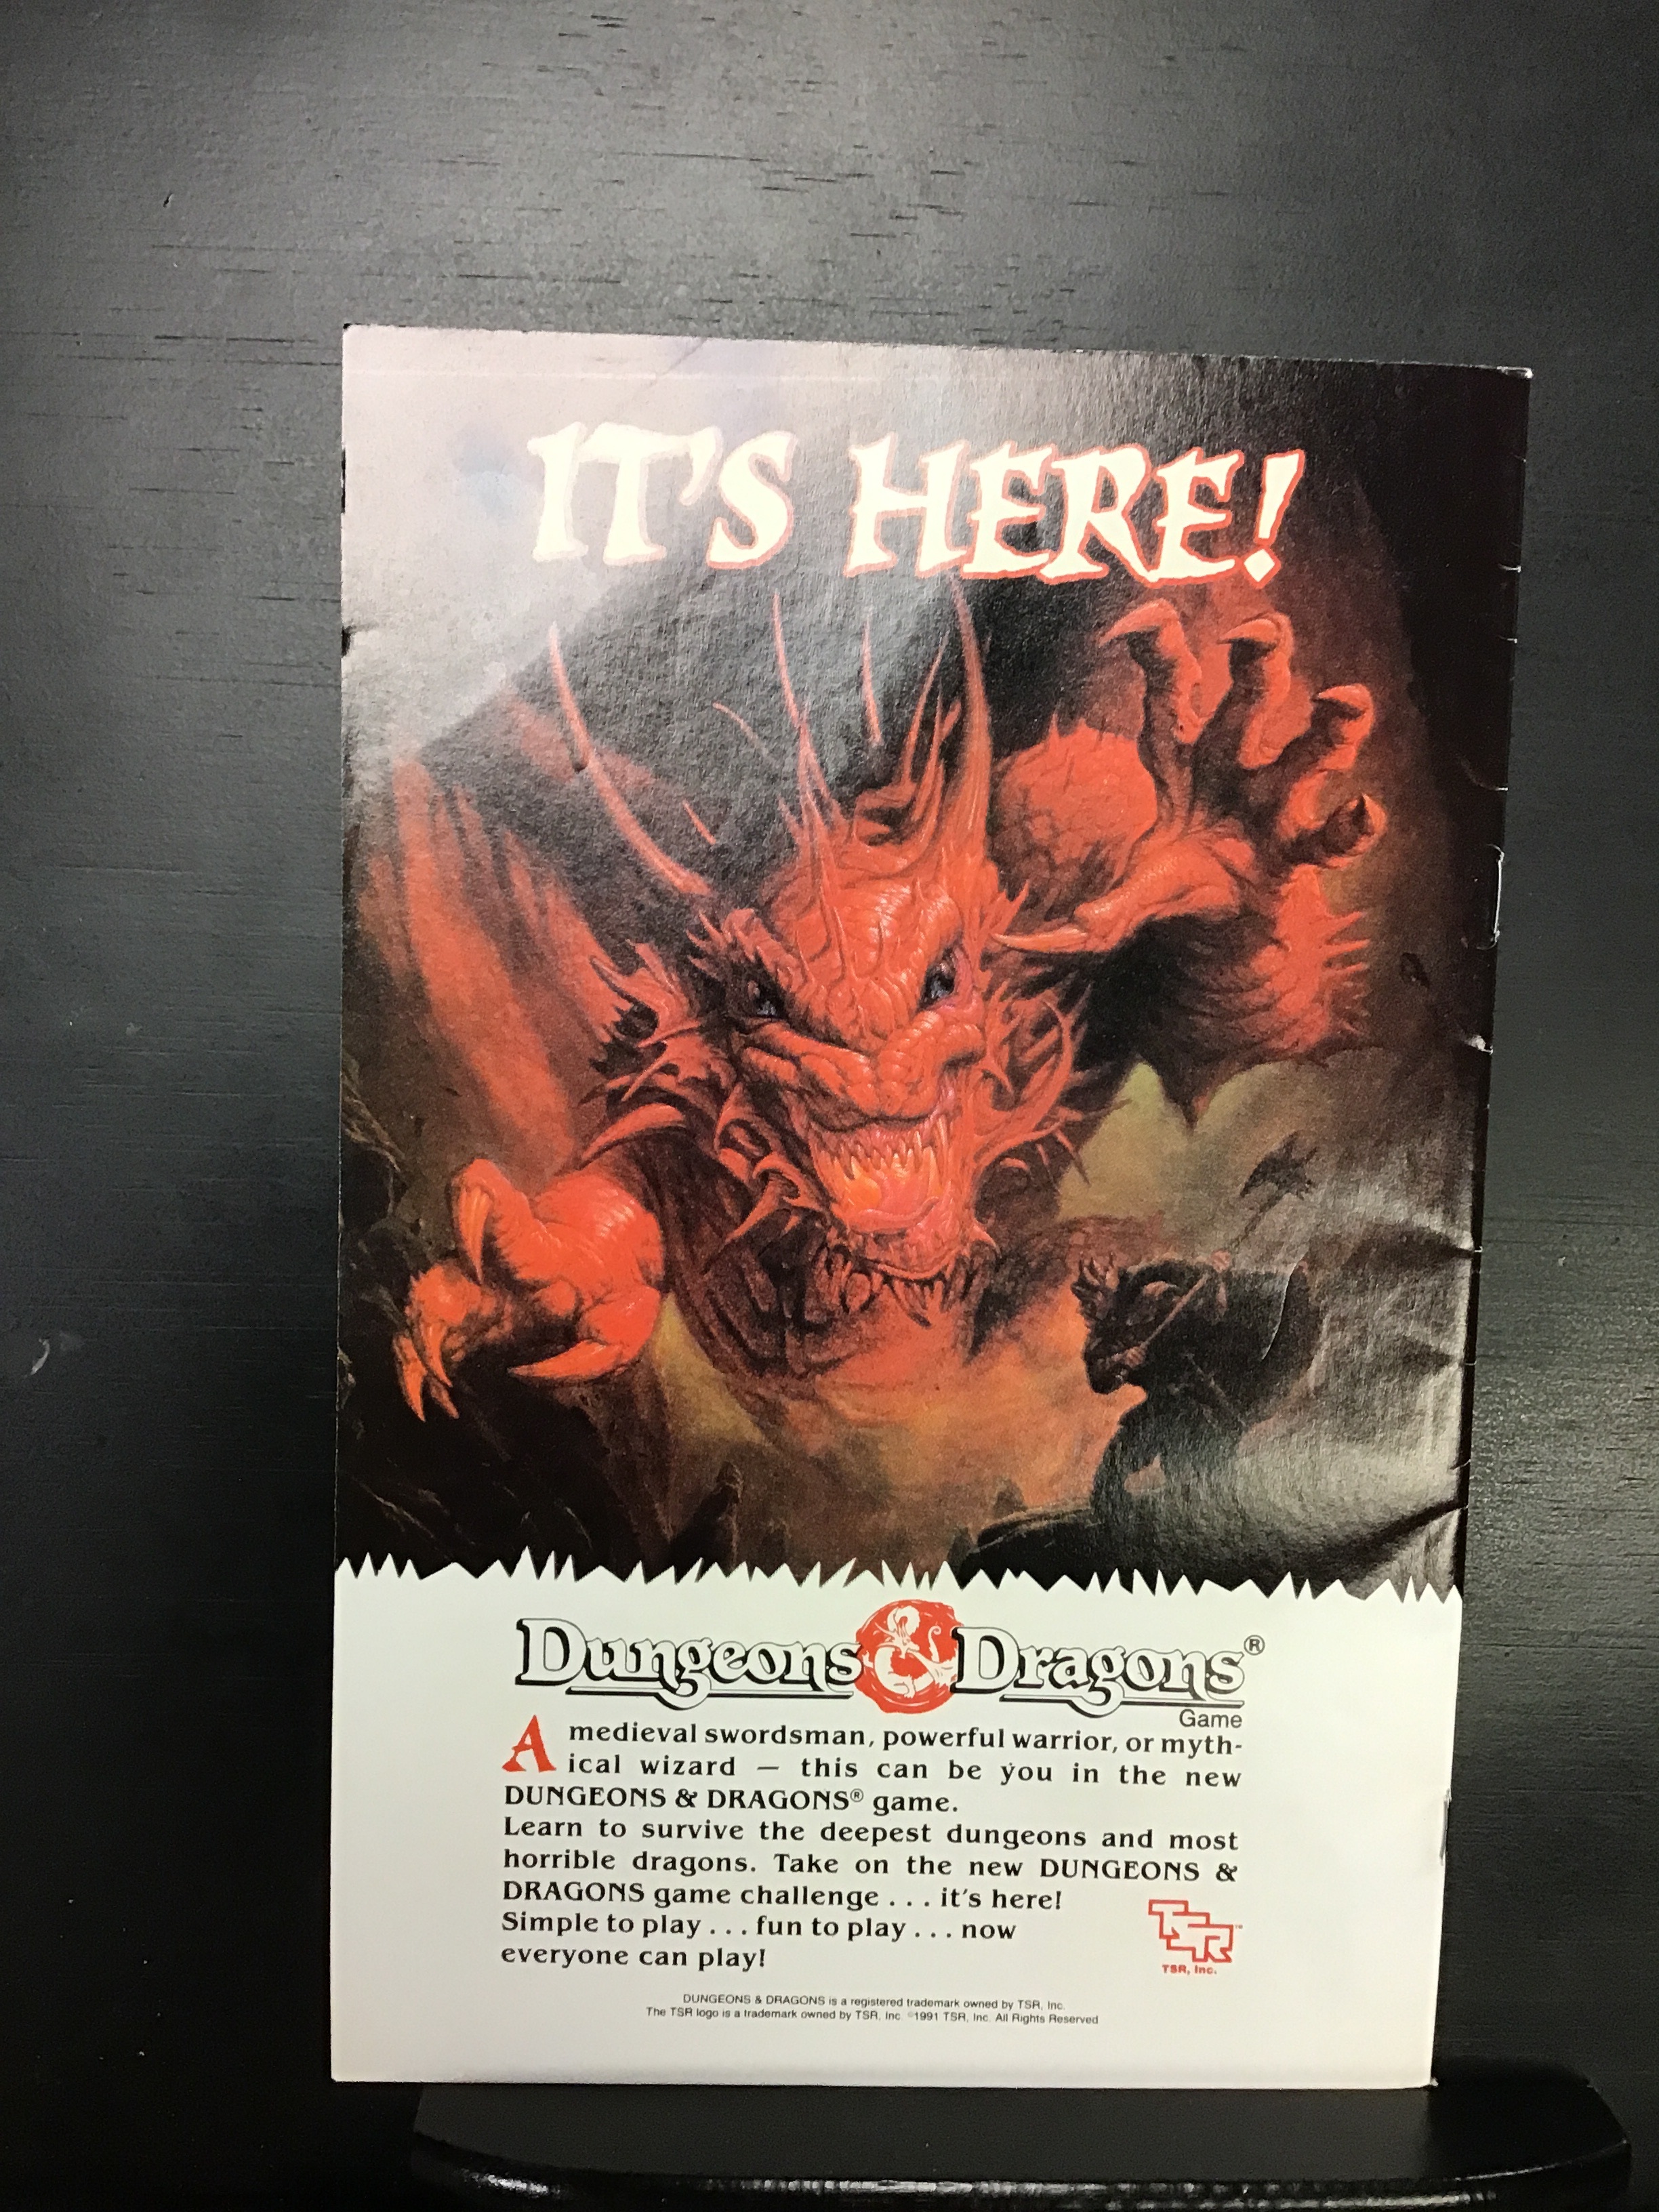 IT'S HERE!
Dungeons & Dragons®
Game
A medieval swordsman, powerful warrior, or myth-
ical wizard — this can be you in the new
DUNGEONS & DRAGONS® game.
Learn to survive the deepest dungeons and most
horrible dragons. Take on the new DUNGEONS &
DRAGONS game challenge . . . it's here!
Simple to play . . . fun to play . . . now
everyone can play!
TSR™
TSR, Inc.
DUNGEONS & DRAGONS is a registered trademark owned by TSR, Inc.
The TSR logo is a trademark owned by TSR, Inc. ©1991 TSR, Inc. All Rights Reserved